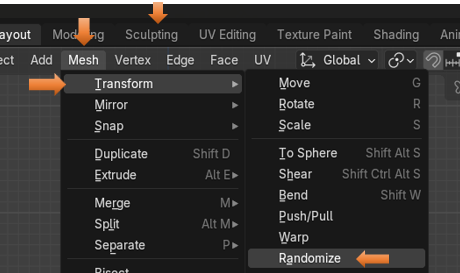 ayout Modeling Sculpting UV Editing Texture Paint Shading Ani
ect Add Mesh Vertex Edge Face UV Global
Transform
Mirror
Snap
Duplicate Shift D
Extrude Alt E
Merge M
Split Alt M
Separate P
Bisect
Move G
Rotate R
Scale S
To Sphere Shift Alt S
Shear Shift Ctrl Alt S
Bend Shift W
Push/Pull
Warp
Randomize